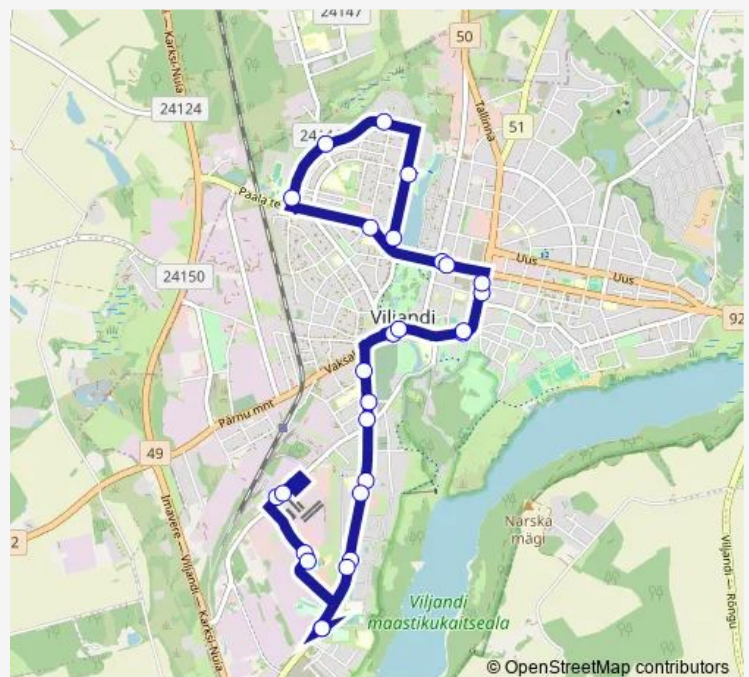 24147
50
Karksi-Nuia
24124
Tallinna
51
Paala te
24150
Uus
12
Uus
Viljandi
92
Vaksal
Pärnu mnt
49
Imavere — Viljandi — Karksi-Nuia
2
Narska
mägi
Viljandi — Rõngu
Viljandi
maastikukaitseala
© OpenStreetMap contributors